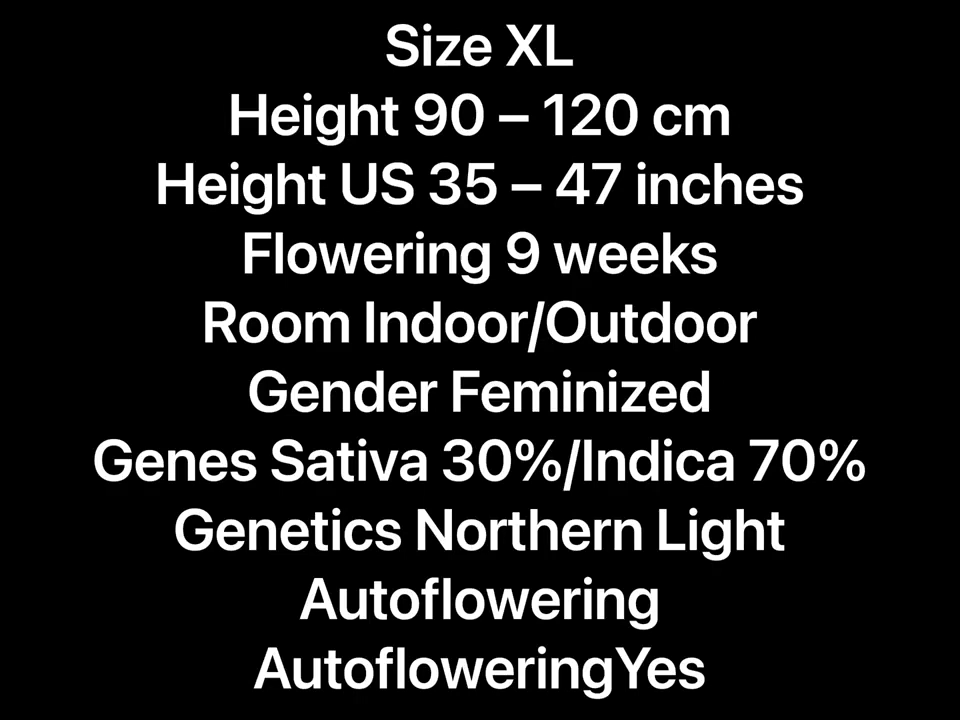 Size XL
Height 90 – 120 cm
Height US 35 – 47 inches
Flowering 9 weeks
Room Indoor/Outdoor
Gender Feminized
Genes Sativa 30%/Indica 70%
Genetics Northern Light
Autoflowering
AutofloweringYes